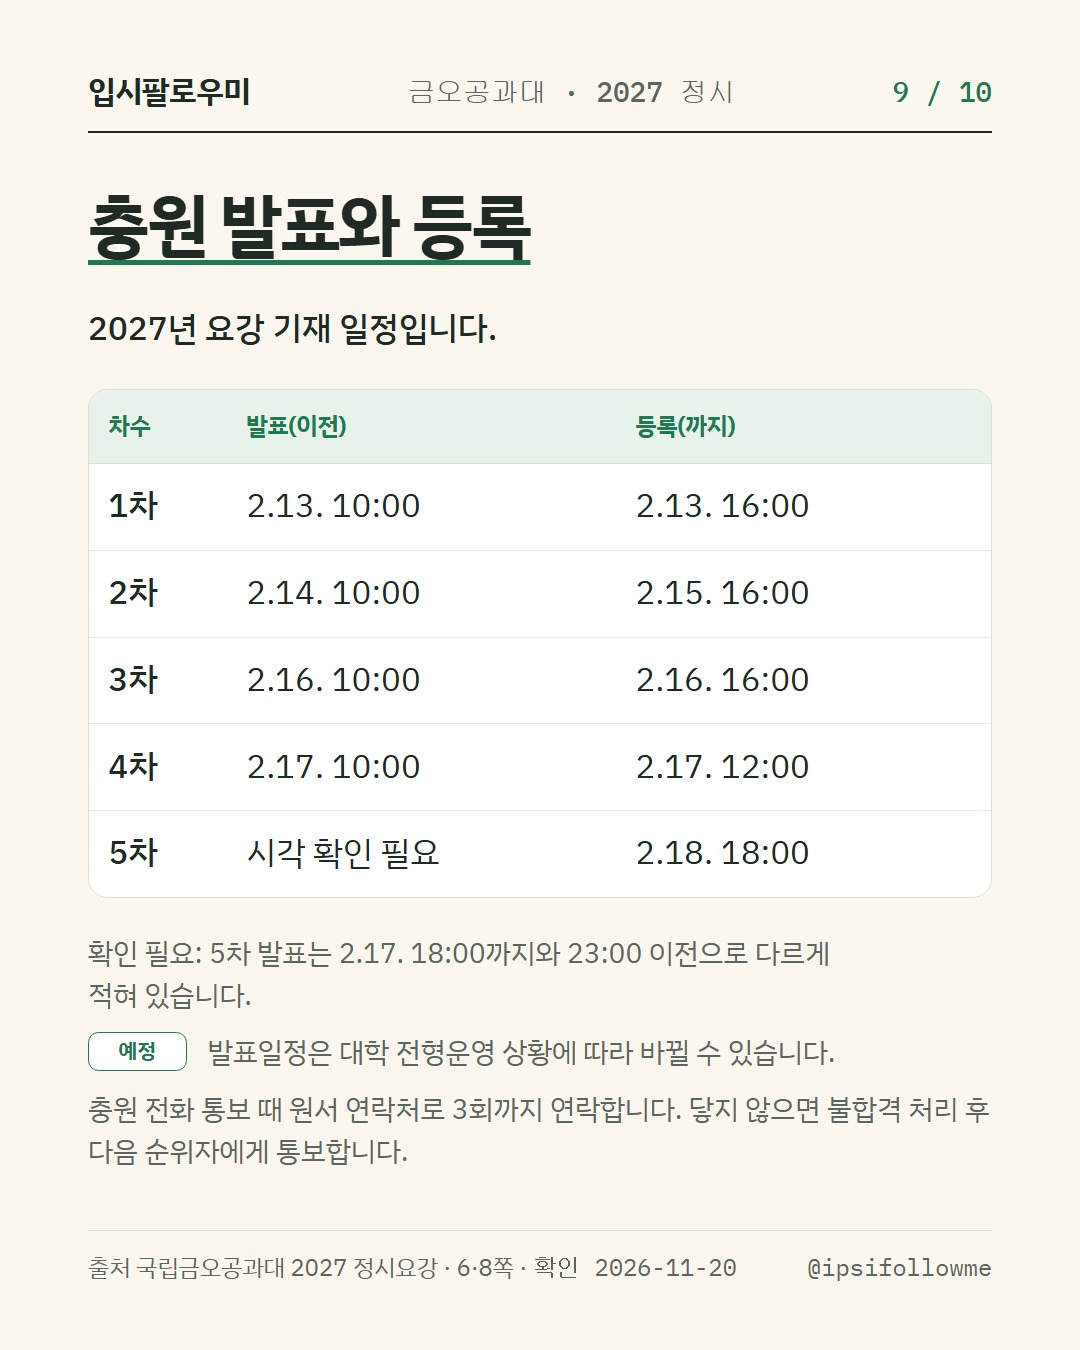 입시팔로우미
금오공과대 · 2027 정시
9 / 10
충원 발표와 등록
2027년 요강 기재 일정입니다.
차수 발표(이전) 등록(까지)
1차 2.13. 10:00 2.13. 16:00
2차 2.14. 10:00 2.15. 16:00
3차 2.16. 10:00 2.16. 16:00
4차 2.17. 10:00 2.17. 12:00
5차 시각 확인 필요 2.18. 18:00
확인 필요: 5차 발표는 2.17. 18:00까지와 23:00 이전으로 다르게
적혀 있습니다.
예정 발표일정은 대학 전형운영 상황에 따라 바뀔 수 있습니다.
충원 전화 통보 때 원서 연락처로 3회까지 연락합니다. 닿지 않으면 불합격 처리 후
다음 순위자에게 통보합니다.
출처 국립금오공과대 2027 정시요강 · 6·8쪽 · 확인 2026-11-20
@ipsifollowme